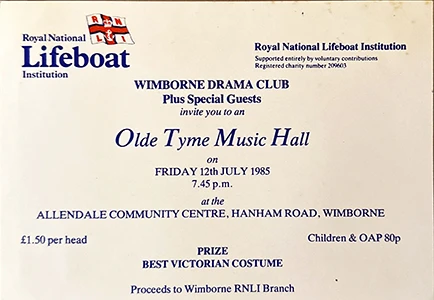 Royal National
Lifeboat
Institution
RNLI
Royal National Lifeboat Institution
Supported entirely by voluntary contributions
Registered charity number 209603
WIMBORNE DRAMA CLUB
Plus Special Guests
invite you to an
Olde Tyme Music Hall
on
FRIDAY 12th JULY 1985
7.45 p.m.
at the
ALLENDALE COMMUNITY CENTRE, HANHAM ROAD, WIMBORNE
£1.50 per head
Children & OAP 80p
PRIZE
BEST VICTORIAN COSTUME
Proceeds to Wimborne RNLI Branch